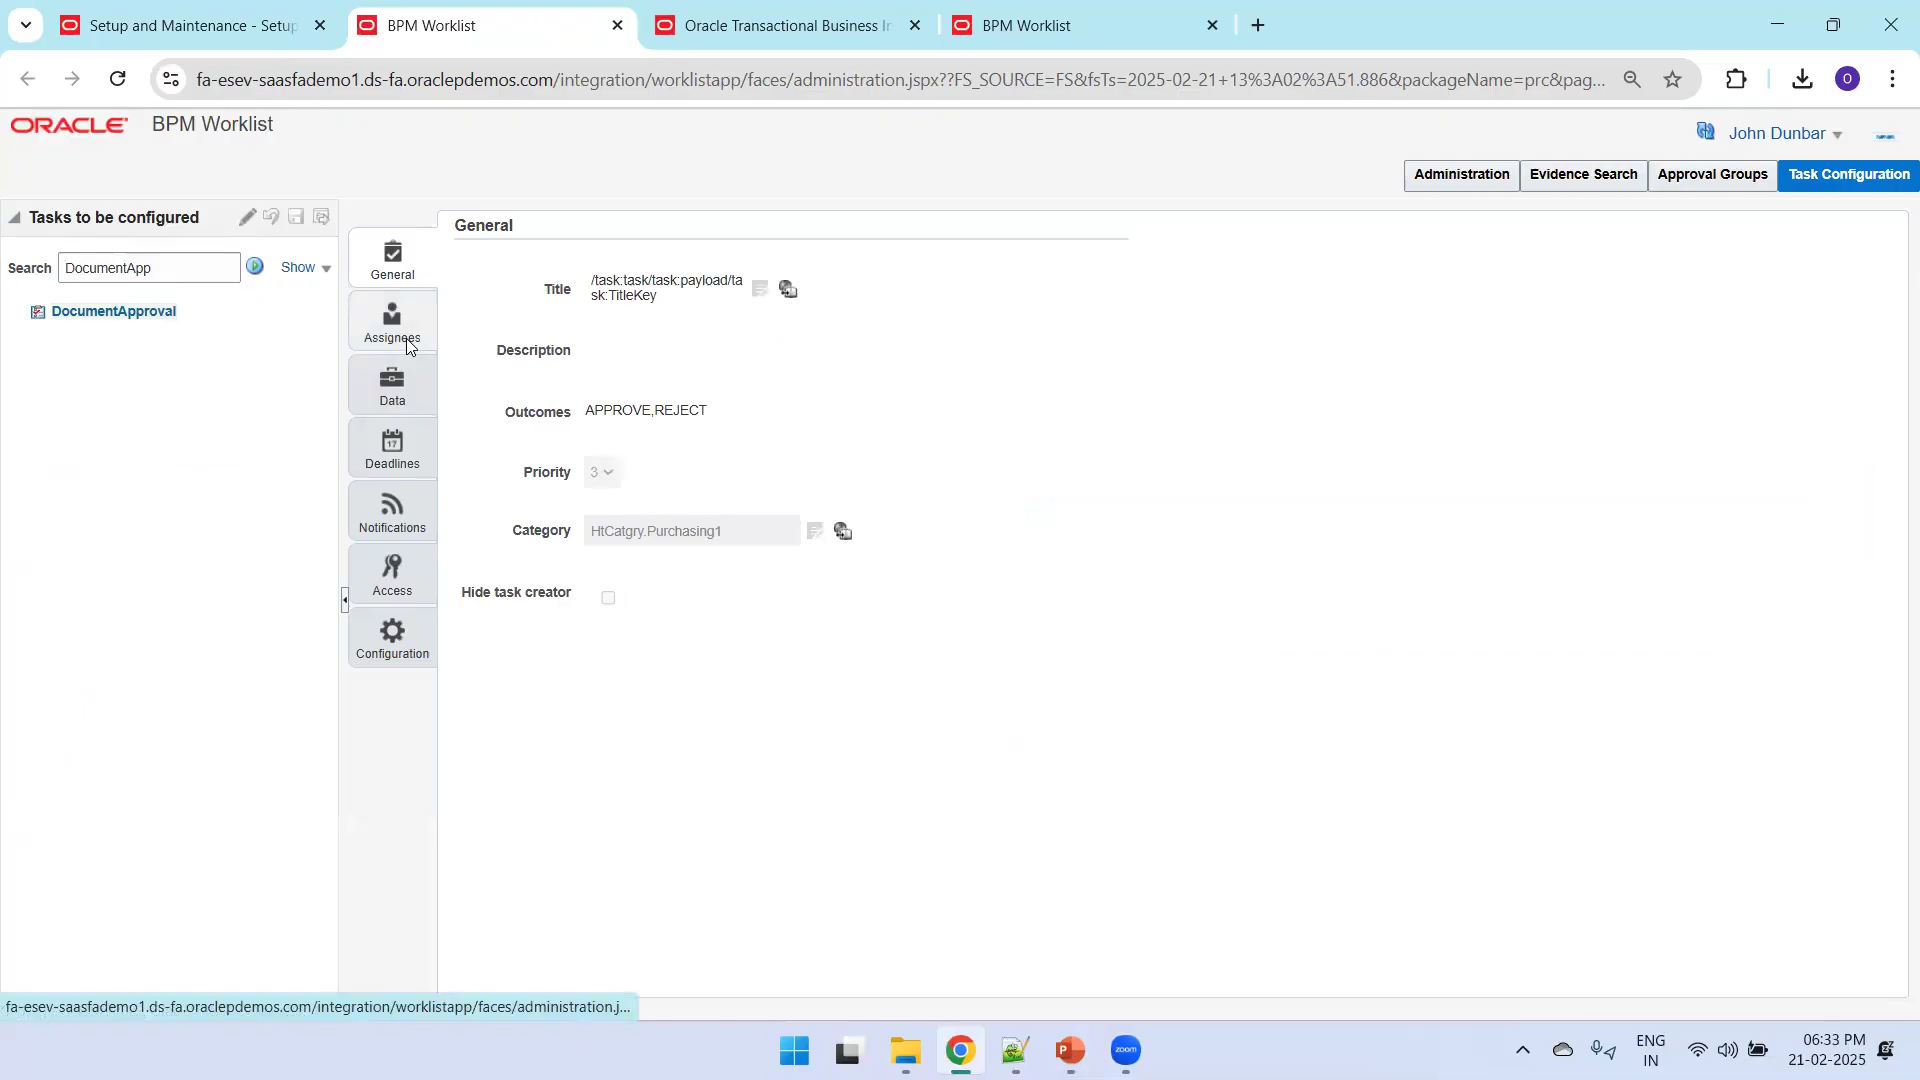 Setup and Maintenance - Setup
BPM Worklist
Oracle Transactional Business In
BPM Worklist
fa-esev-saasfademo1.ds-fa.oraclepdemos.com/integration/worklistapp/faces/administration.jspx??FS_SOURCE=FS&fsTs=2025-02-21+13%3A02%3A51.886&packageName=prc&pag...
O
ORACLE BPM Worklist
John Dunbar
Administration
Evidence Search
Approval Groups
Task Configuration
Tasks to be configured
Search DocumentApp Show
DocumentApproval
General
Assignees
Data
17
Deadlines
Notifications
Access
Configuration
General
Title /task:task/task:payload/ta
sk:TitleKey
Description
Outcomes APPROVE,REJECT
Priority 3
Category HtCatgry.Purchasing1
Hide task creator
fa-esev-saasfademo1.ds-fa.oraclepdemos.com/integration/worklistapp/faces/administration.j...
zoom
ENG
IN
06:33 PM
21-02-2025